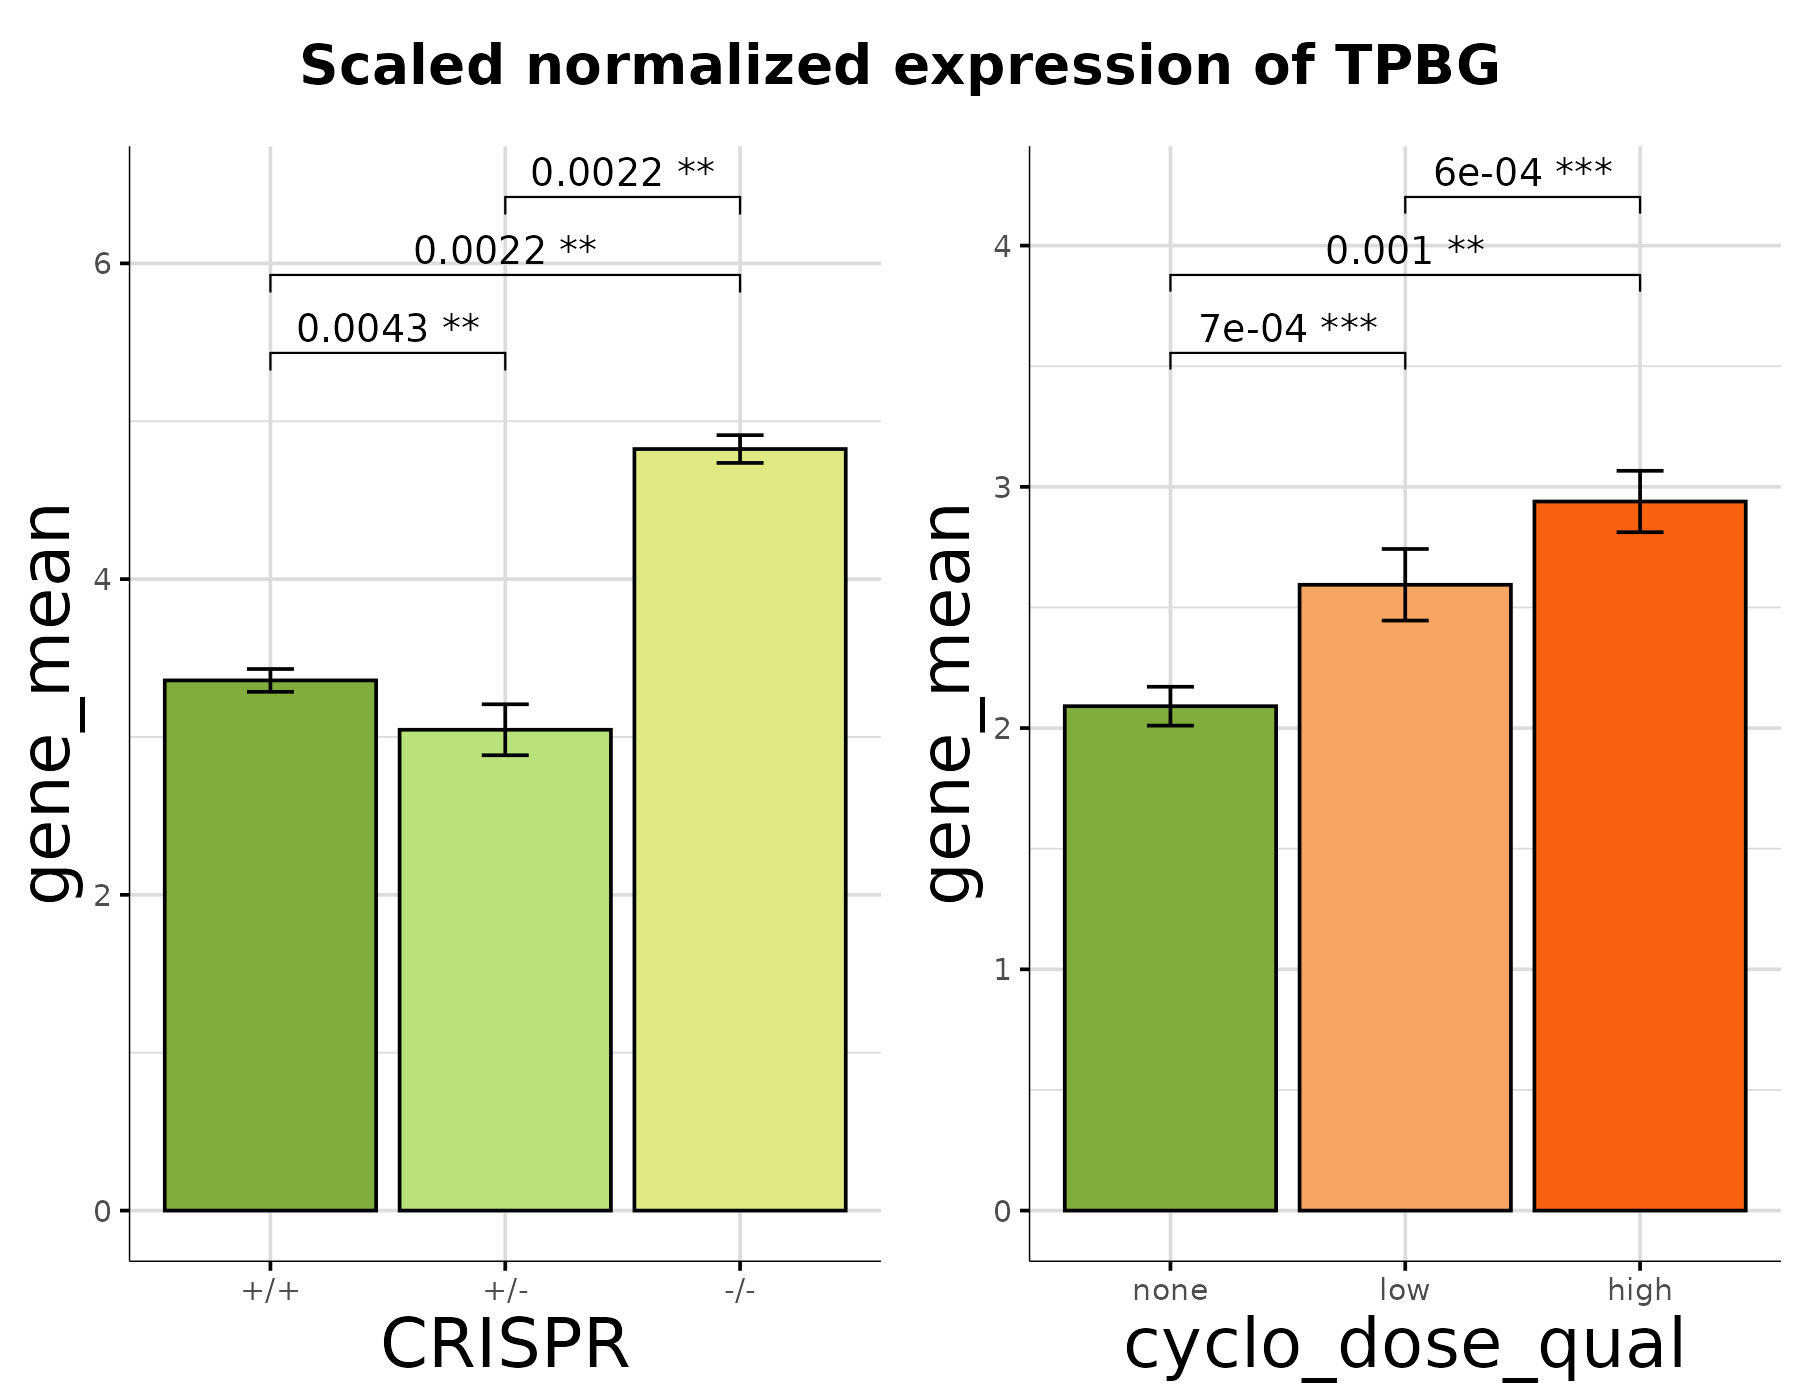 Scaled normalized expression of TPBG
gene_mean
6
4
2
0
0.0022 **
0.0022 **
0.0043 **
+/+
+/-
-/-
CRISPR
gene_mean
4
3
2
1
0
6e-04 ***
0.001 **
7e-04 ***
none
low
high
cyclo_dose_qual